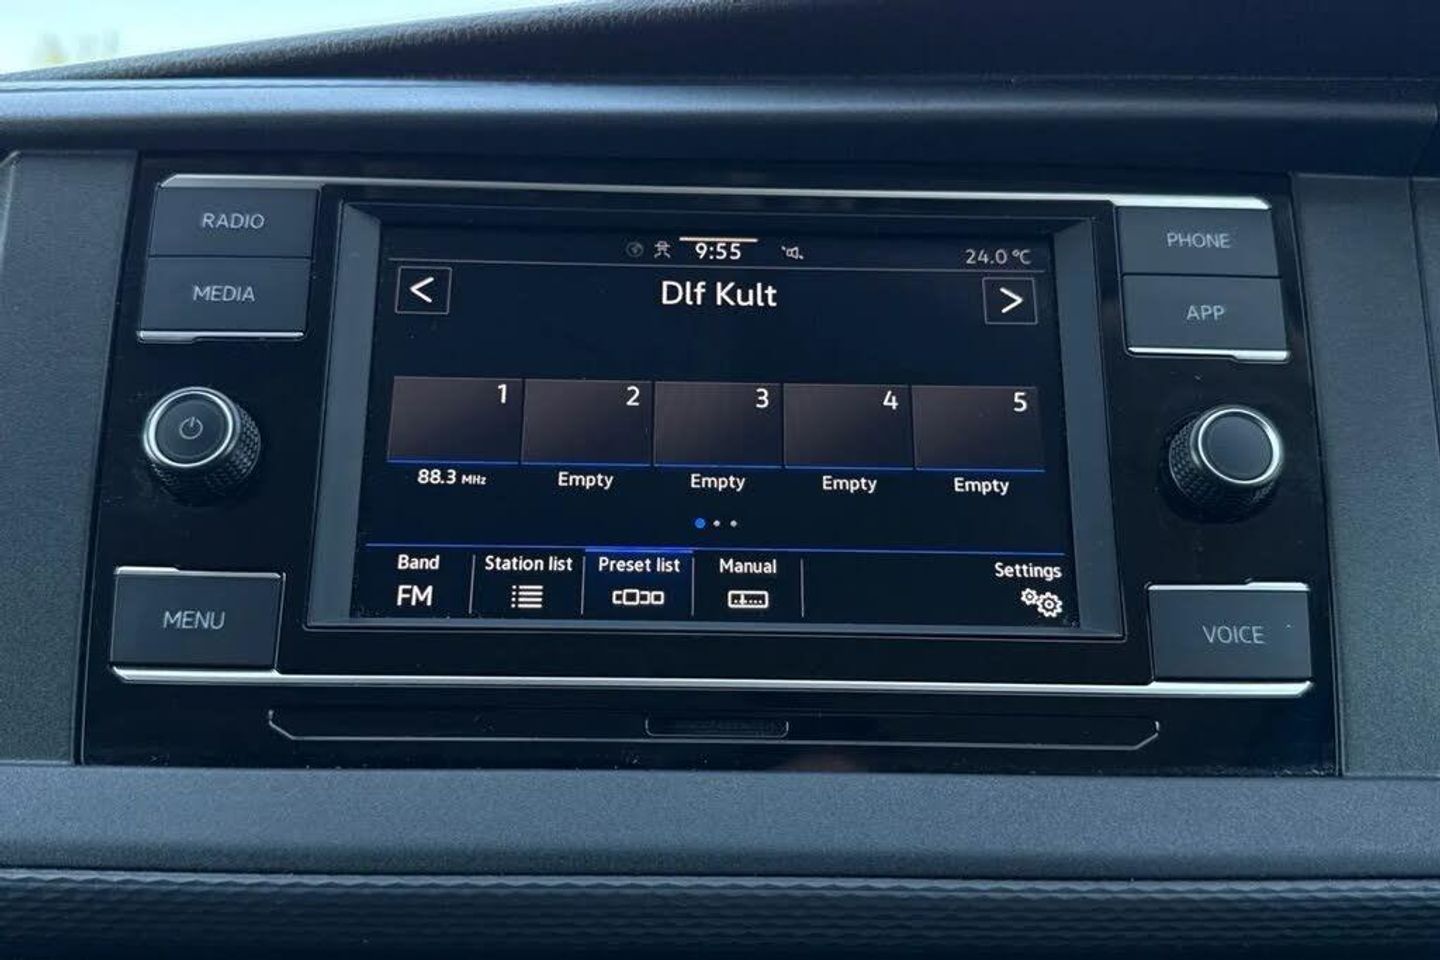 RADIO
MEDIA
MENU
9:55
24.0 °C
<
Dlf Kult
>
1
2
3
4
5
88.3 MHz
Empty
Empty
Empty
Empty
Band
FM
Station list
Preset list
Manual
Settings
PHONE
APP
VOICE